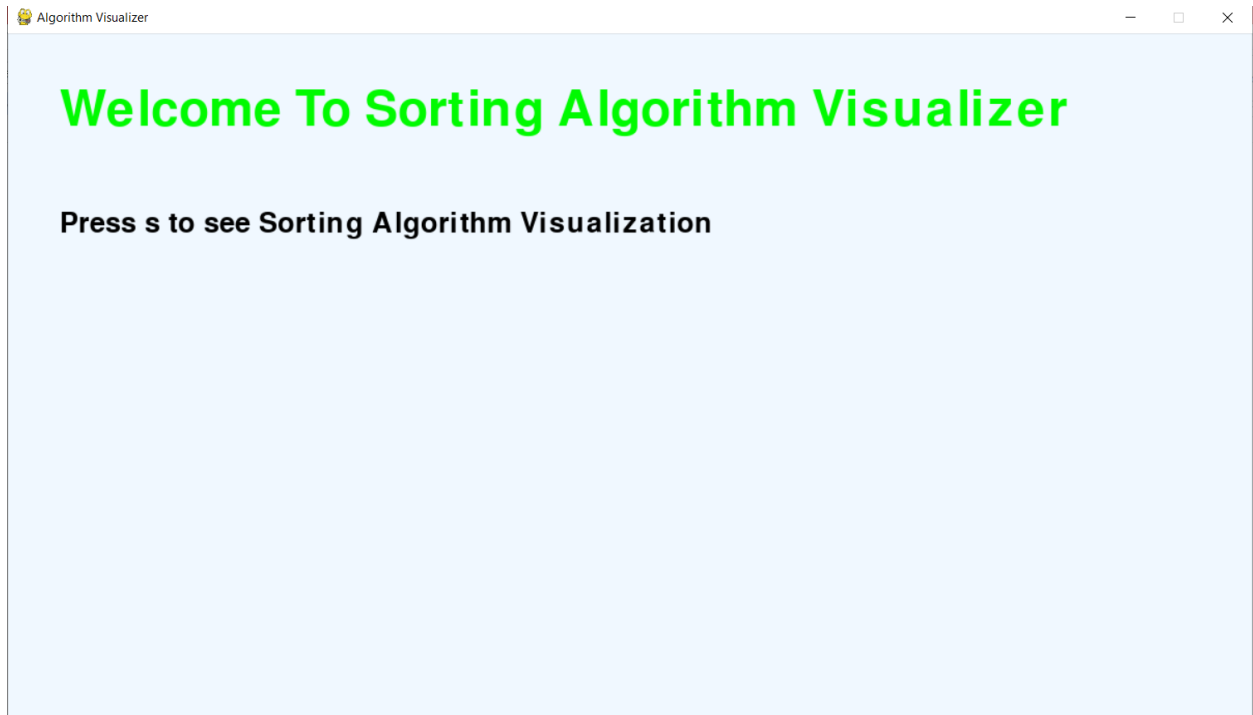 Algorithm Visualizer
Welcome To Sorting Algorithm Visualizer
Press s to see Sorting Algorithm Visualization